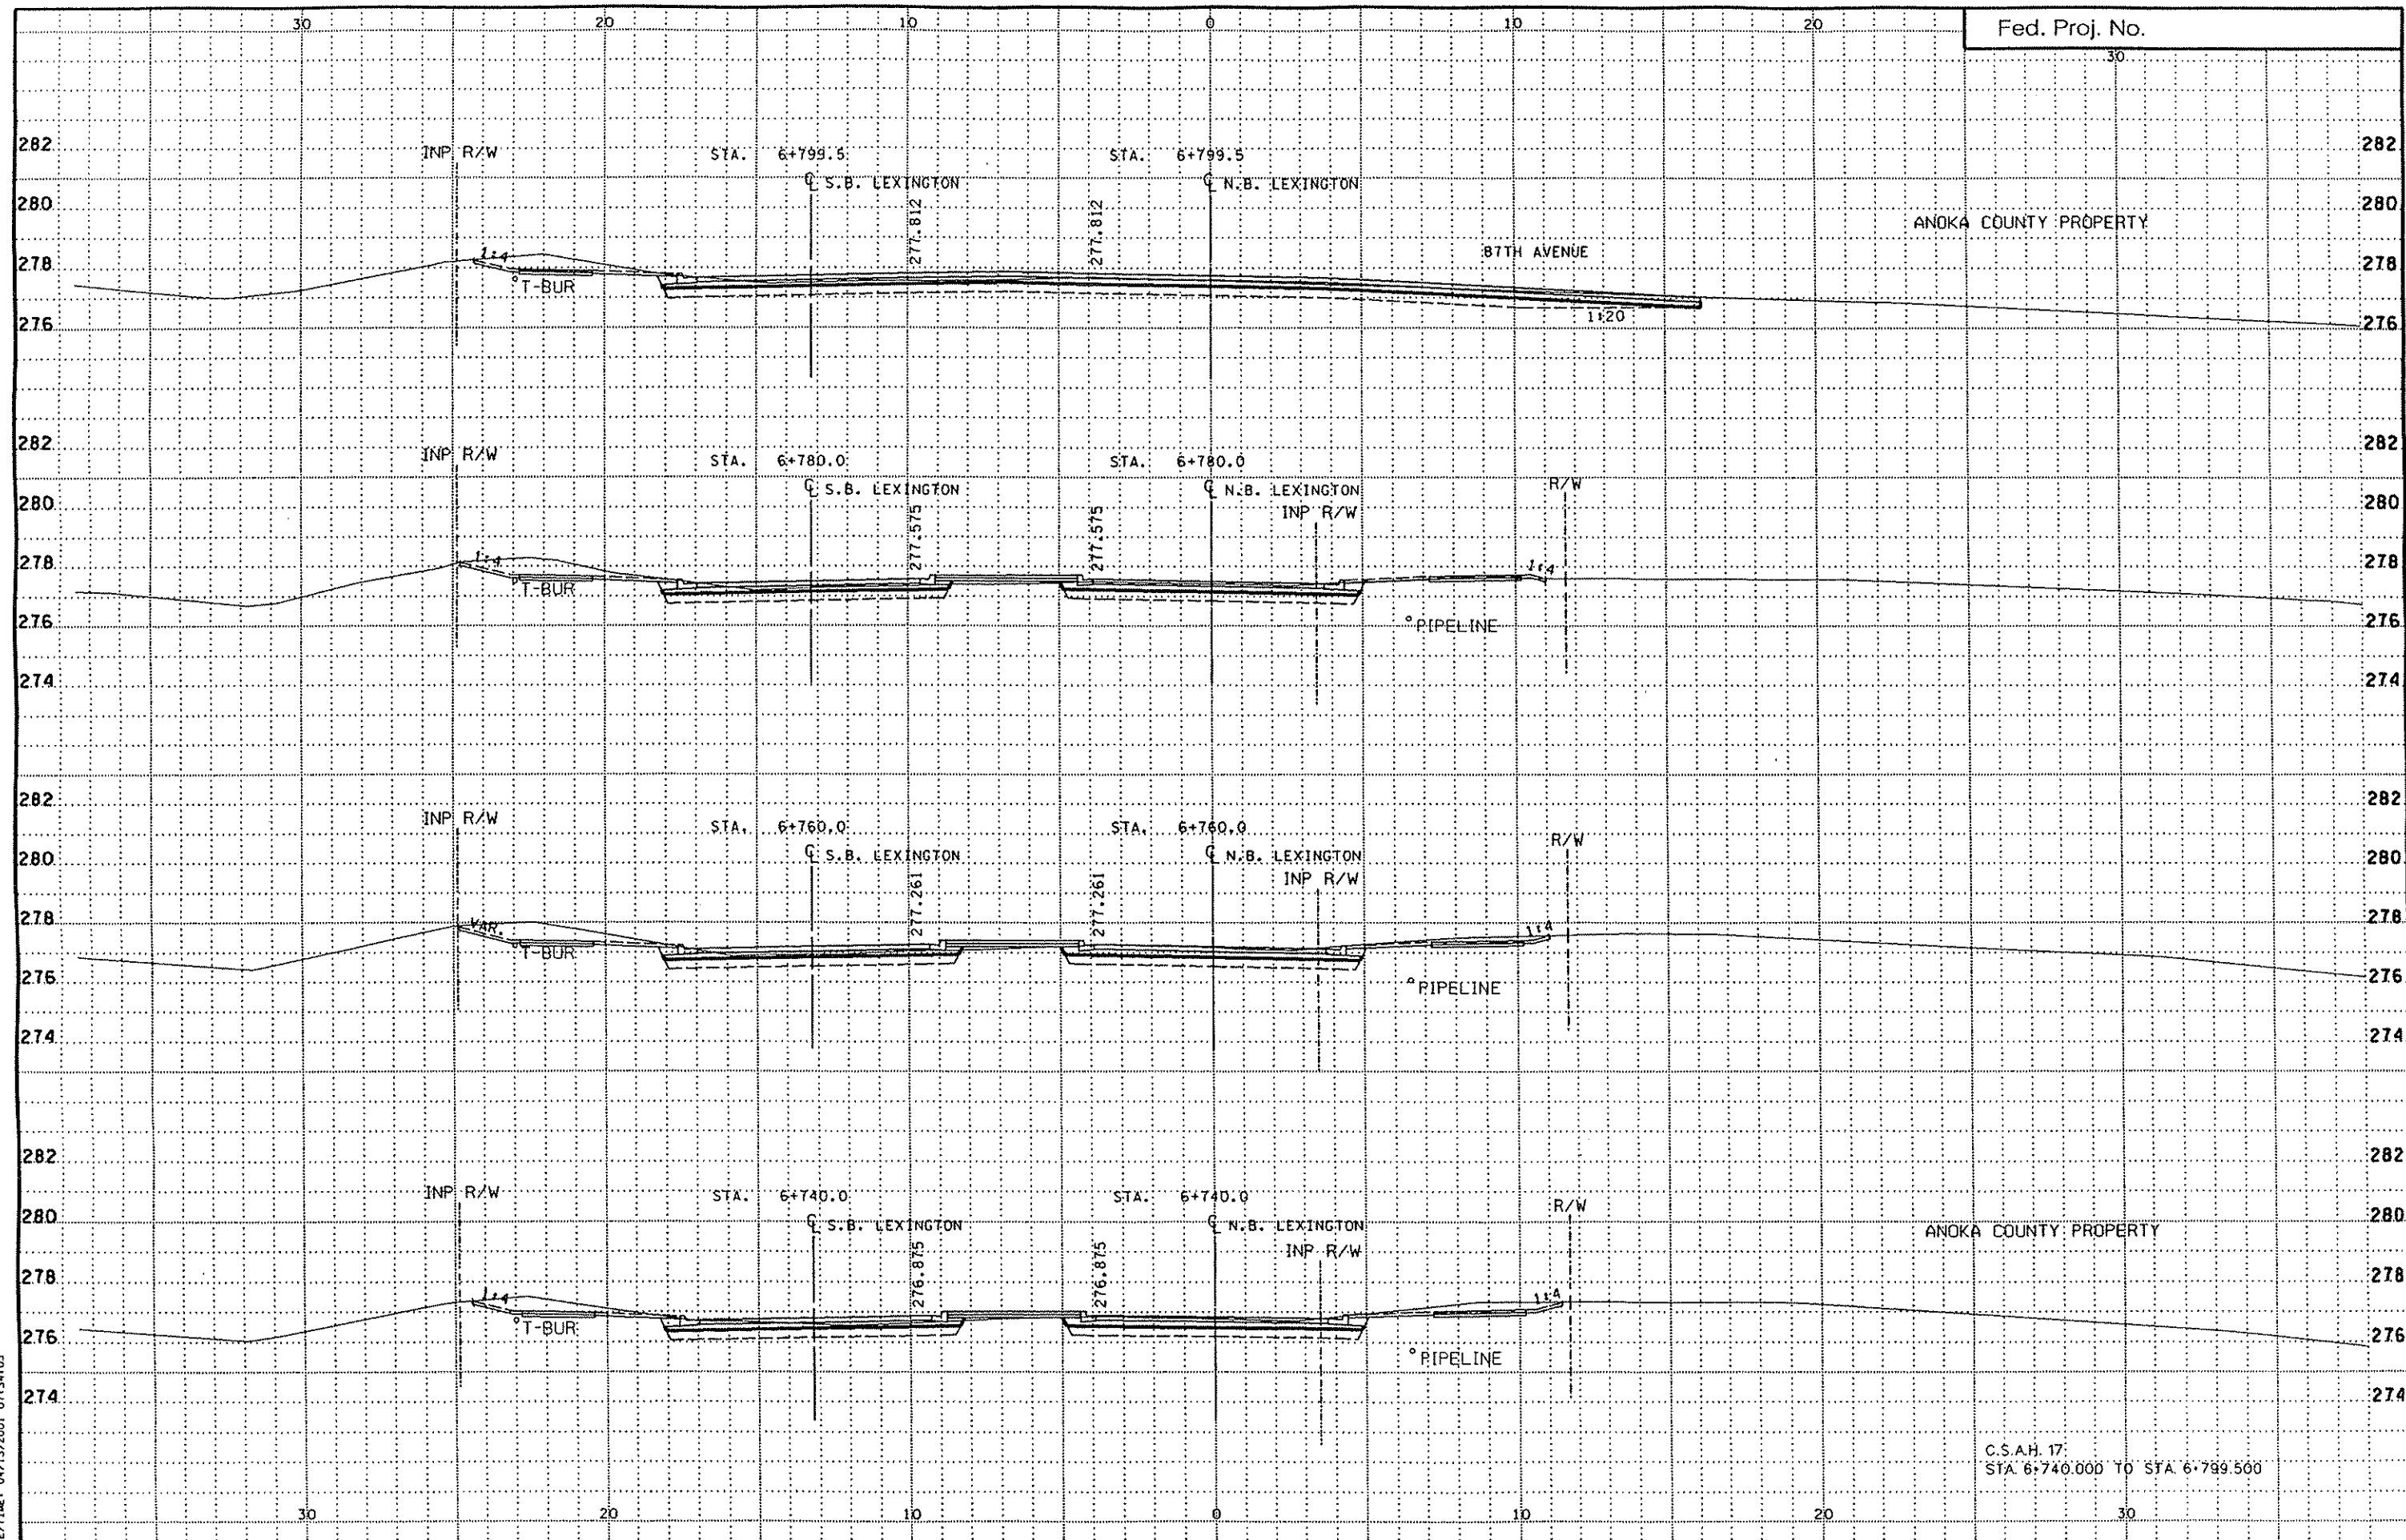 30 20 10 0 10 20
Fed. Proj. No.
30
282 282
INP R/W STA. 6+799.5 STA. 6+799.5
℄ S.B. LEXINGTON ℄ N.B. LEXINGTON
280 280
277.812 277.812
ANOKA COUNTY PROPERTY
87TH AVENUE
278 278
1:4
°T-BUR
1:20
276 276
282 282
INP R/W STA. 6+780.0 STA. 6+780.0
℄ S.B. LEXINGTON ℄ N.B. LEXINGTON R/W
280 280
INP R/W
277.575 277.575
278 278
1:4 1:4
°T-BUR
276 276
°PIPELINE
274 274
282 282
INP R/W STA. 6+760.0 STA. 6+760.0
R/W
℄ S.B. LEXINGTON ℄ N.B. LEXINGTON
280 280
INP R/W
277.261 277.261
278 278
VAR. 1:4
°T-BUR
276 276
°PIPELINE
274 274
282 282
INP R/W STA. 6+740.0 STA. 6+740.0
R/W
280 280
℄ S.B. LEXINGTON ℄ N.B. LEXINGTON
ANOKA COUNTY PROPERTY
INP R/W
276.875 276.875
278 278
1:4 1:4
°T-BUR
276 276
°PIPELINE
274 274
C.S.A.H. 17
STA. 6+740.000 TO STA. 6+799.500
30 20 10 0 10 20 30